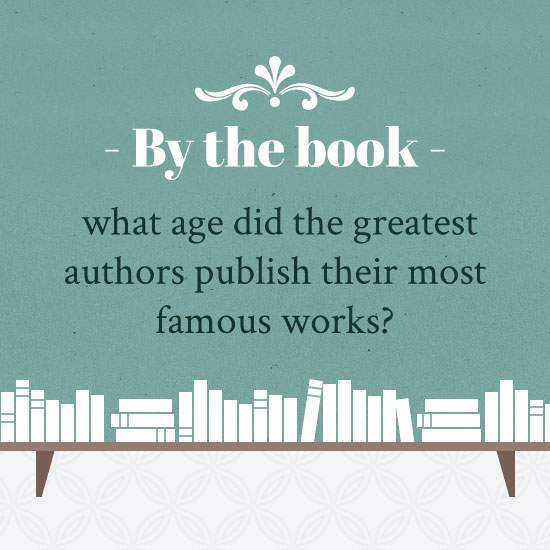 - By the book -
what age did the greatest
authors publish their most
famous works?